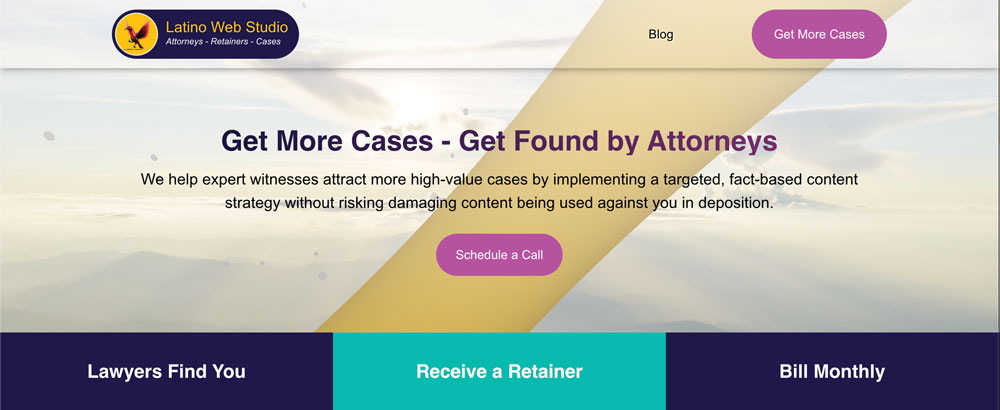 Latino Web Studio
Attorneys - Retainers - Cases
Blog
Get More Cases
Get More Cases - Get Found by Attorneys
We help expert witnesses attract more high-value cases by implementing a targeted, fact-based content
strategy without risking damaging content being used against you in deposition.
Schedule a Call
Lawyers Find You
Receive a Retainer
Bill Monthly